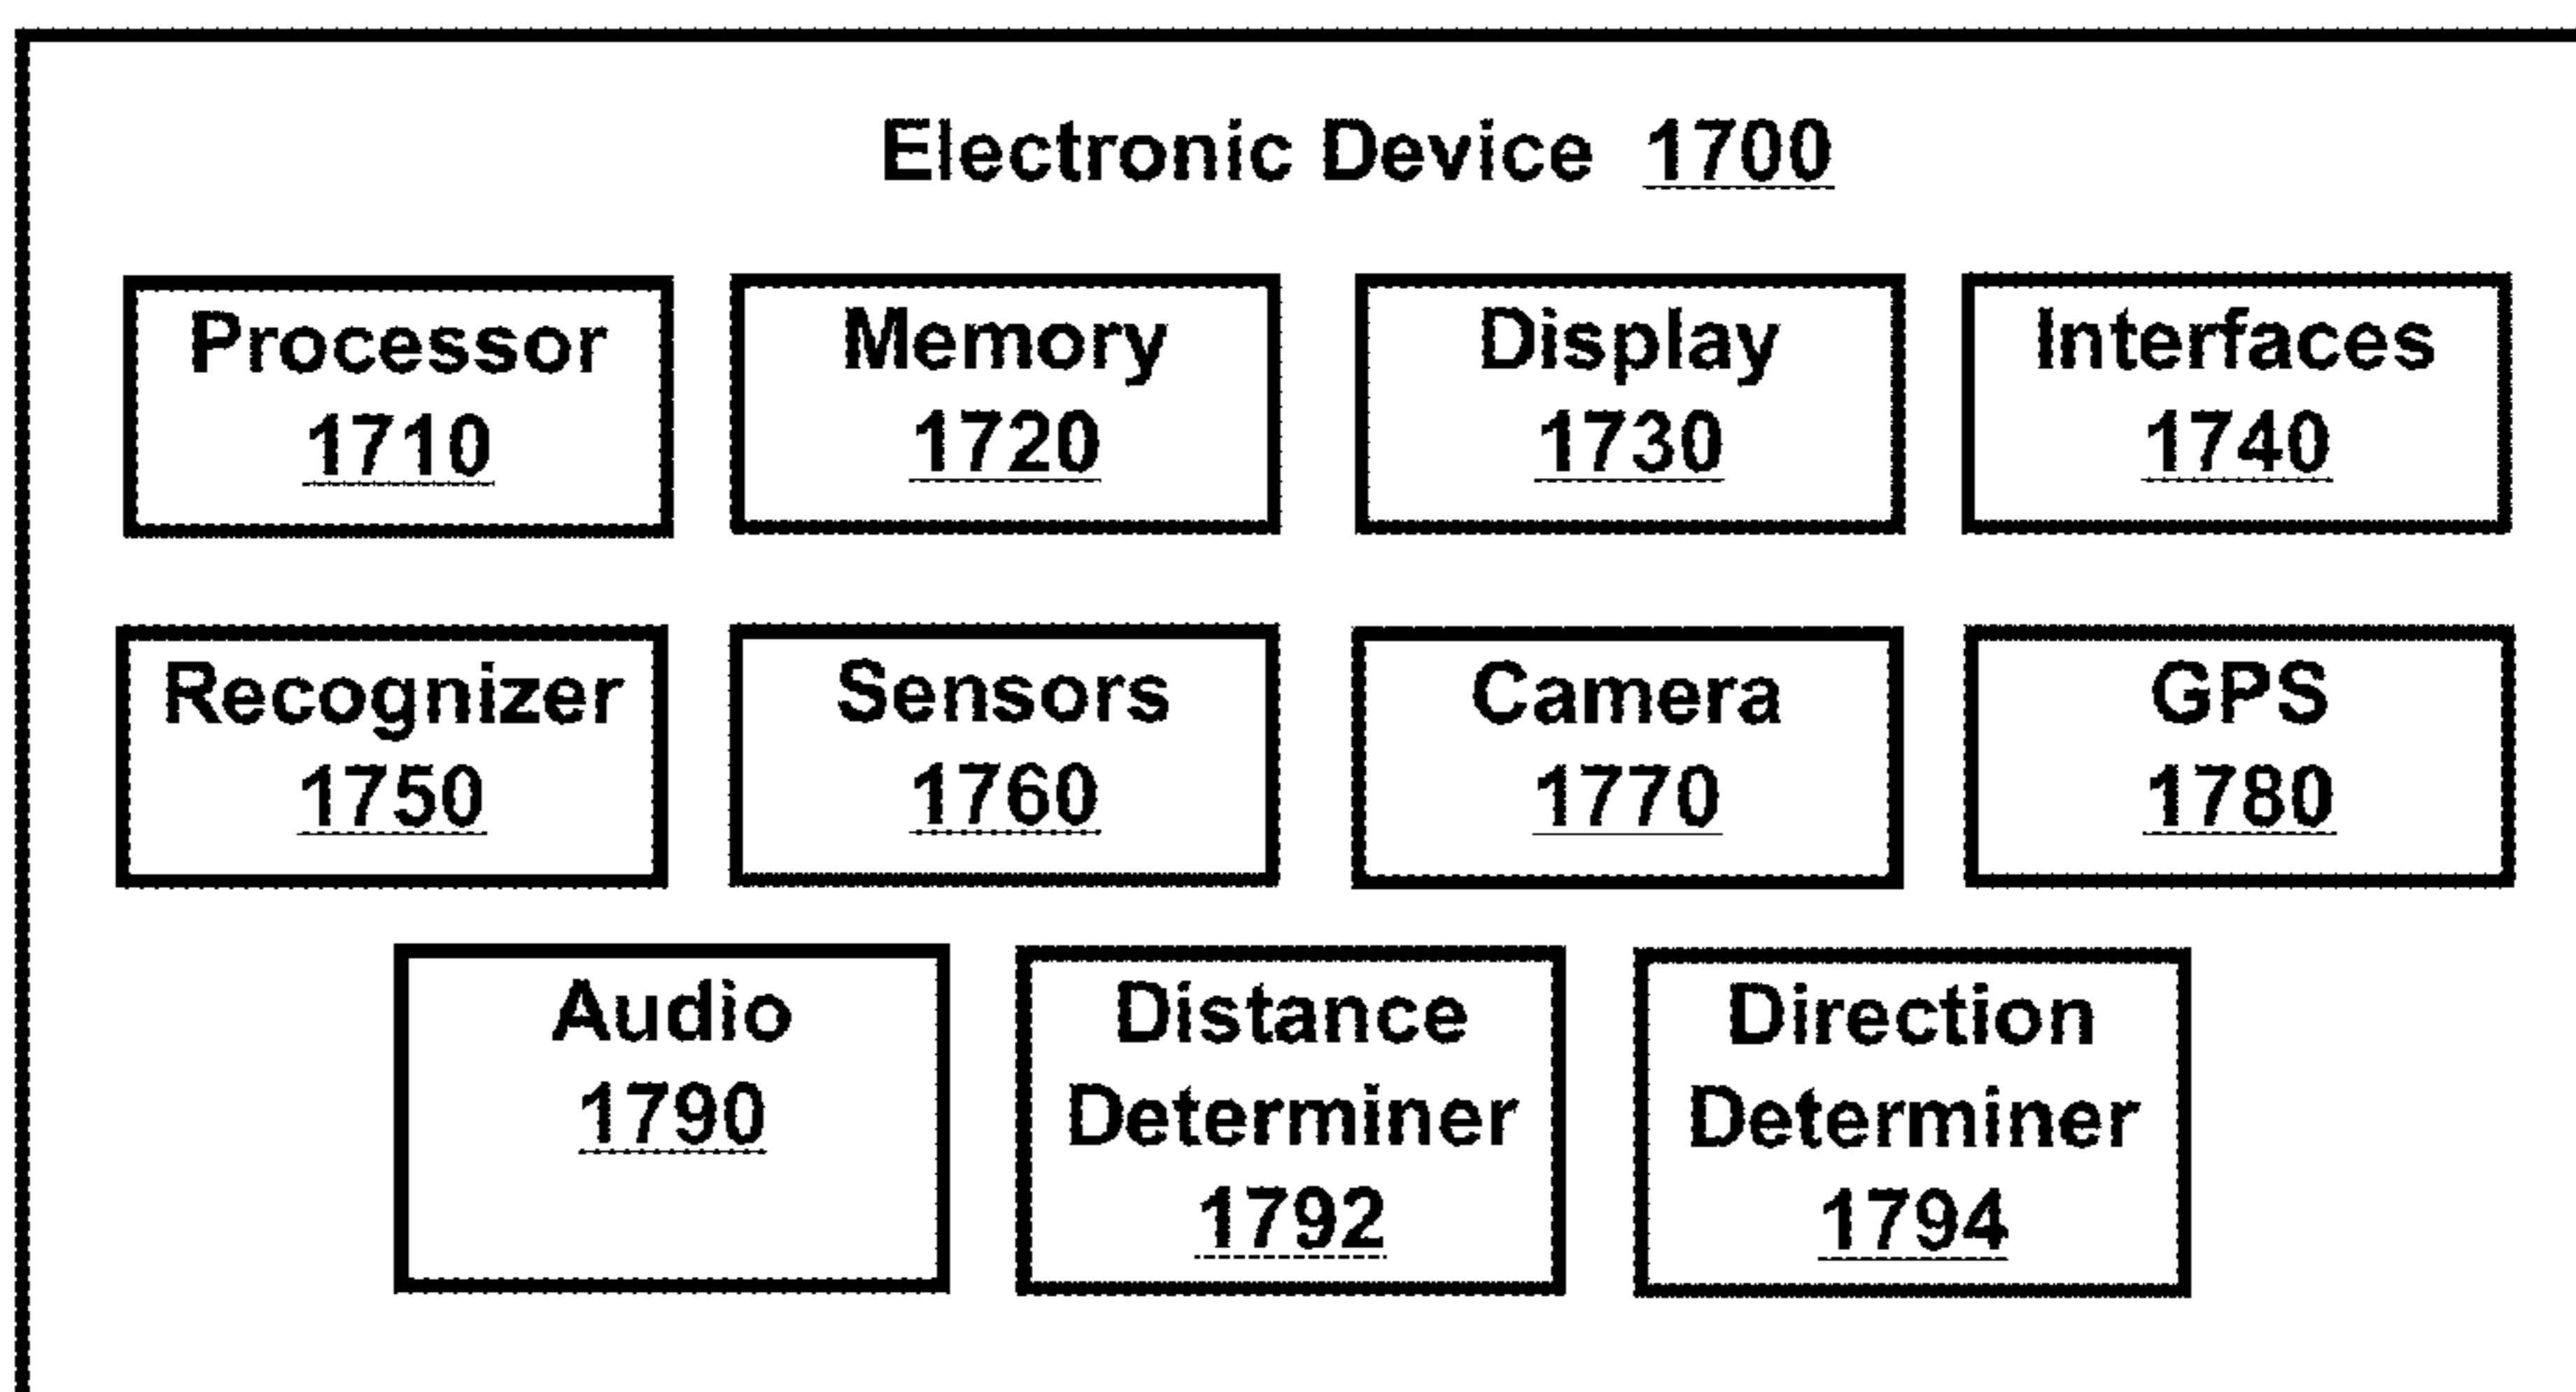 Electronic Device 1700
Processor
1710
Memory
1720
Display
1730
Interfaces
1740
Recognizer
1750
Sensors
1760
Camera
1770
GPS
1780
Audio
1790
Distance
Determiner
1792
Direction
Determiner
1794